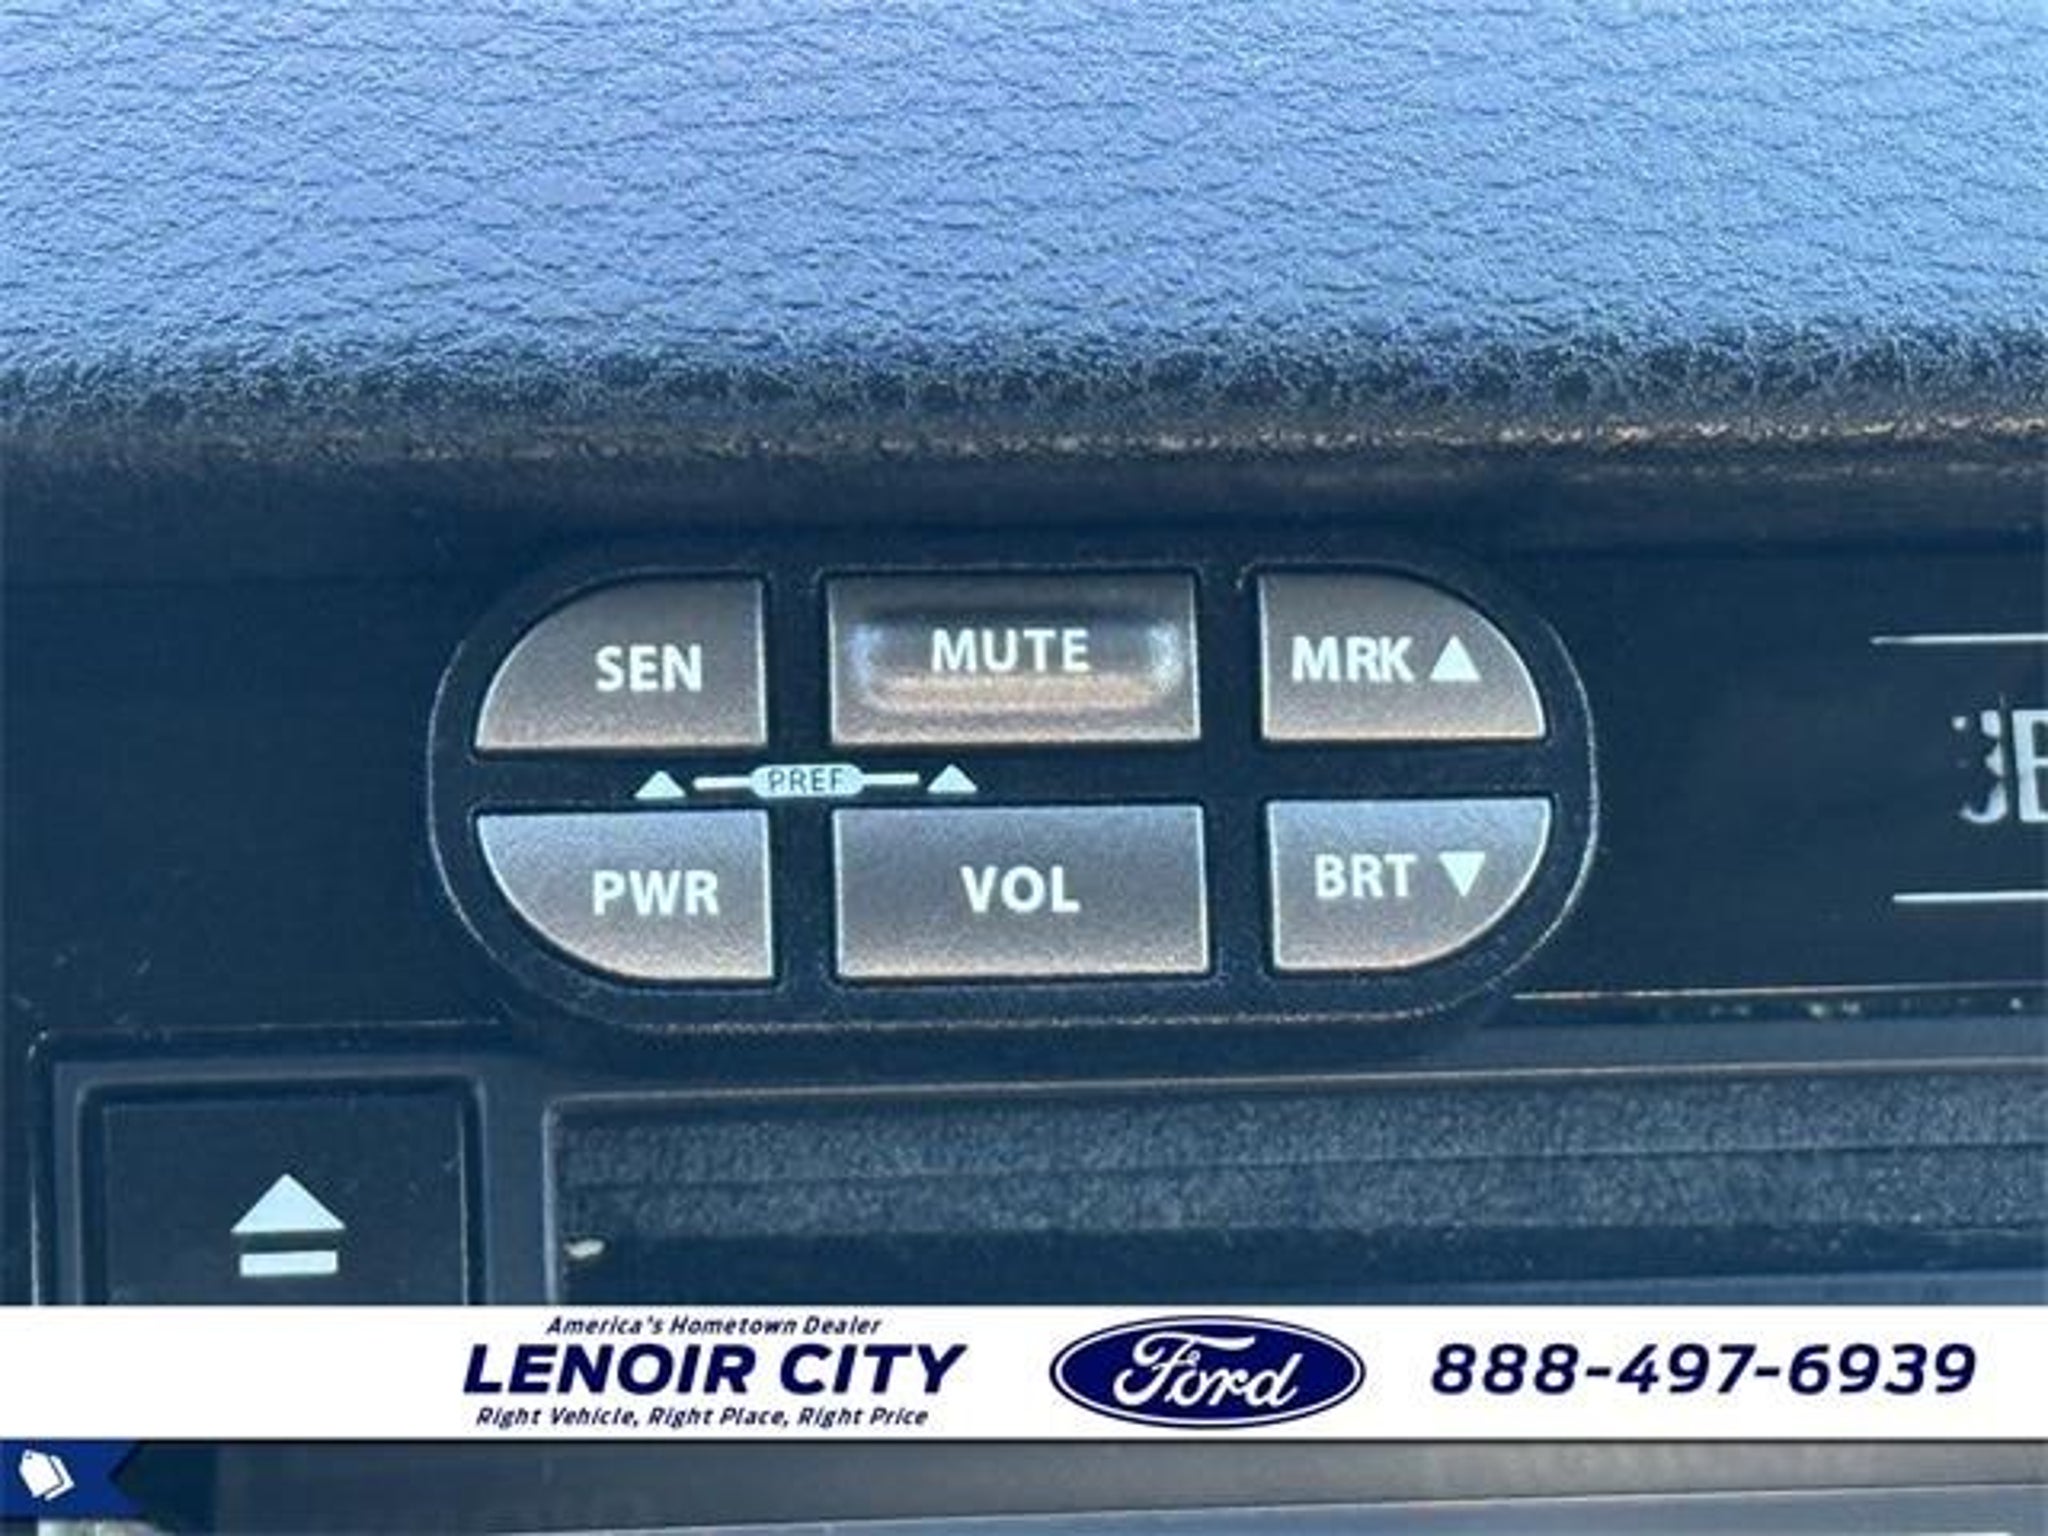 SEN MUTE MRK▲
PREF
PWR VOL BRT▼
America's Hometown Dealer
LENOIR CITY
Right Vehicle, Right Place, Right Price
Ford
888-497-6939